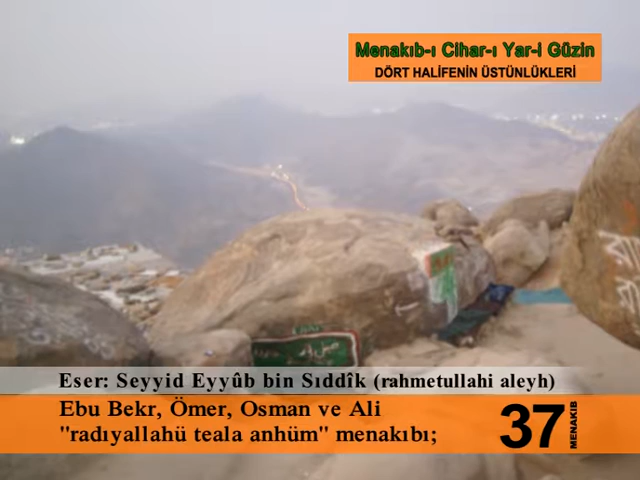 Menakıb-ı Cihar-ı Yar-i Güzin
DÖRT HALİFENİN ÜSTÜNLÜKLERİ
Eser: Seyyid Eyyûb bin Sıddîk (rahmetullahi aleyh)
Ebu Bekr, Ömer, Osman ve Ali
"radıyallahü teala anhüm" menakıbı;
37
MENAKIB